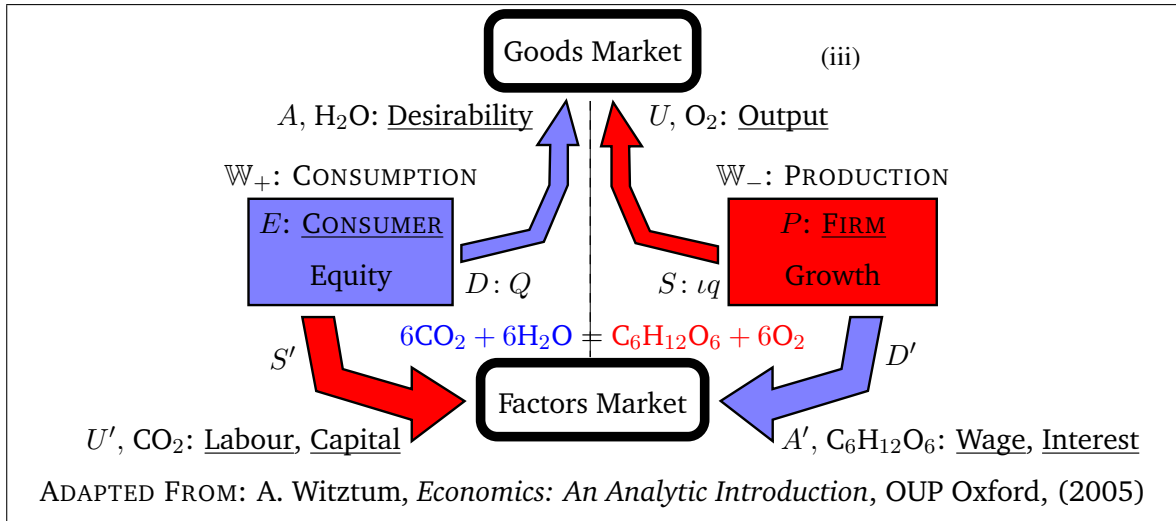 Goods Market
(iii)
A, H₂O: Desirability
U, O₂: Output
𝕎₊: CONSUMPTION
𝕎₋: PRODUCTION
E: CONSUMER
Equity
P: FIRM
Growth
D: Q
S: ιq
6CO₂ + 6H₂O = C₆H₁₂O₆ + 6O₂
S′
D′
Factors Market
U′, CO₂: Labour, Capital
A′, C₆H₁₂O₆: Wage, Interest
ADAPTED FROM: A. Witztum, Economics: An Analytic Introduction, OUP Oxford, (2005)